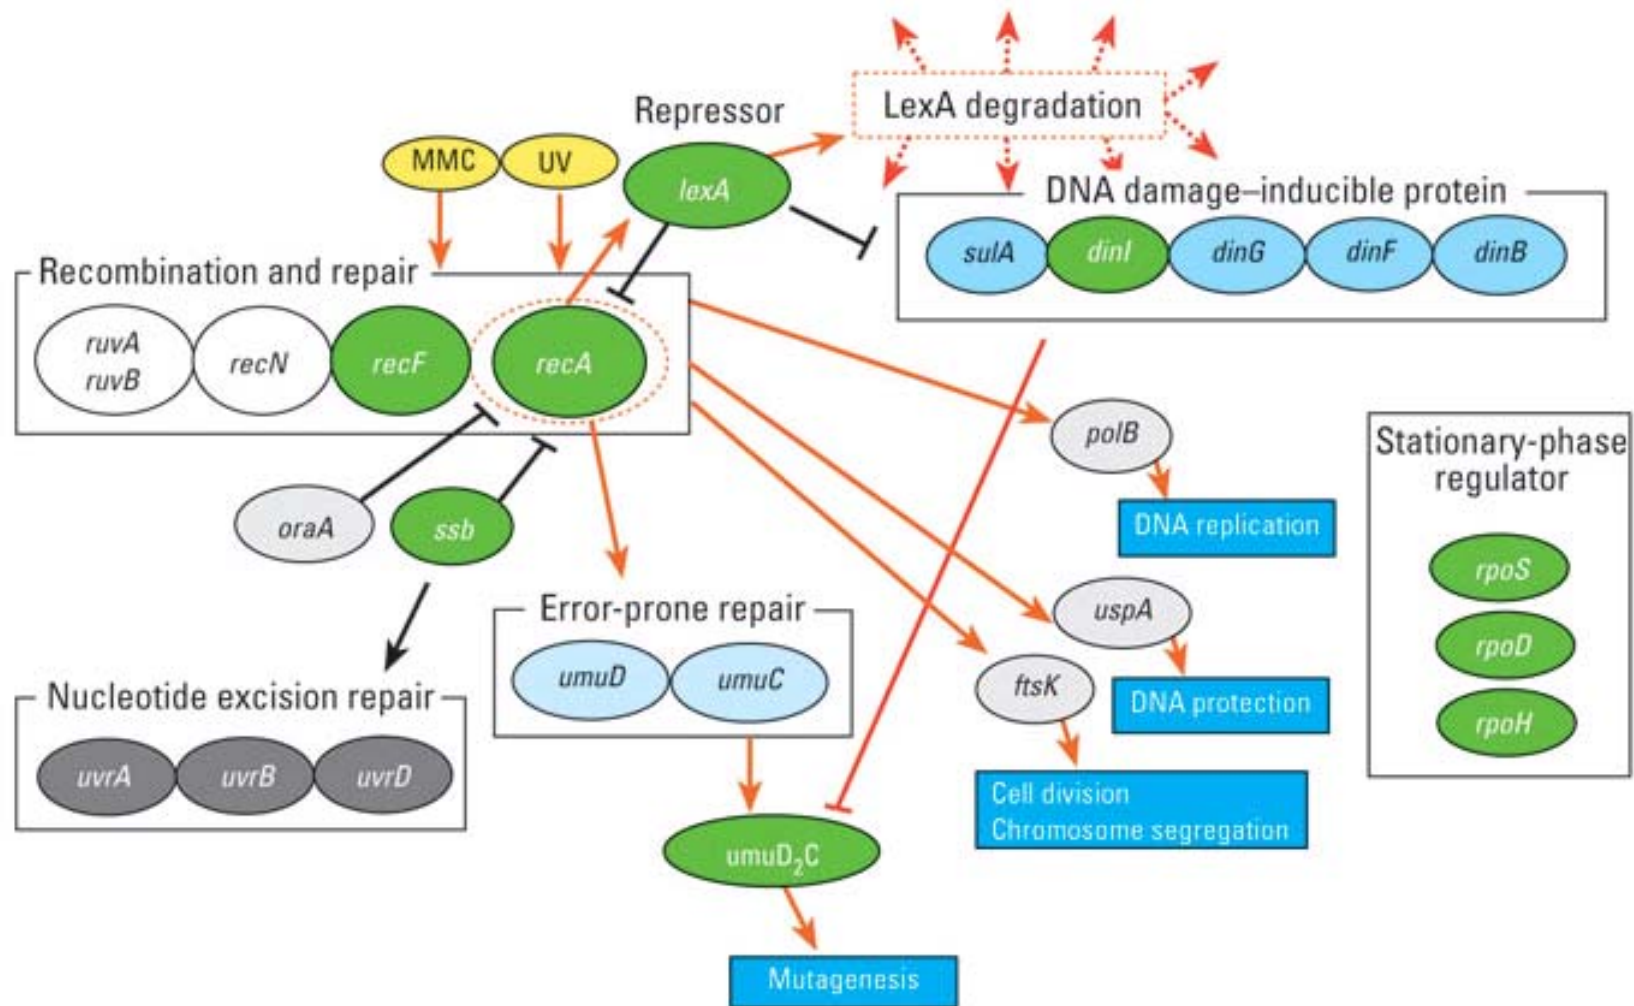 LexA degradation
Repressor
MMC
UV
lexA
DNA damage–inducible protein
sulA
dinI
dinG
dinF
dinB
Recombination and repair
ruvA
ruvB
recN
recF
recA
polB
Stationary-phase
regulator
oraA
ssb
DNA replication
rpoS
Error-prone repair
uspA
rpoD
umuD
umuC
ftsK
Nucleotide excision repair
DNA protection
rpoH
uvrA
uvrB
uvrD
Cell division
Chromosome segregation
umuD₂C
Mutagenesis